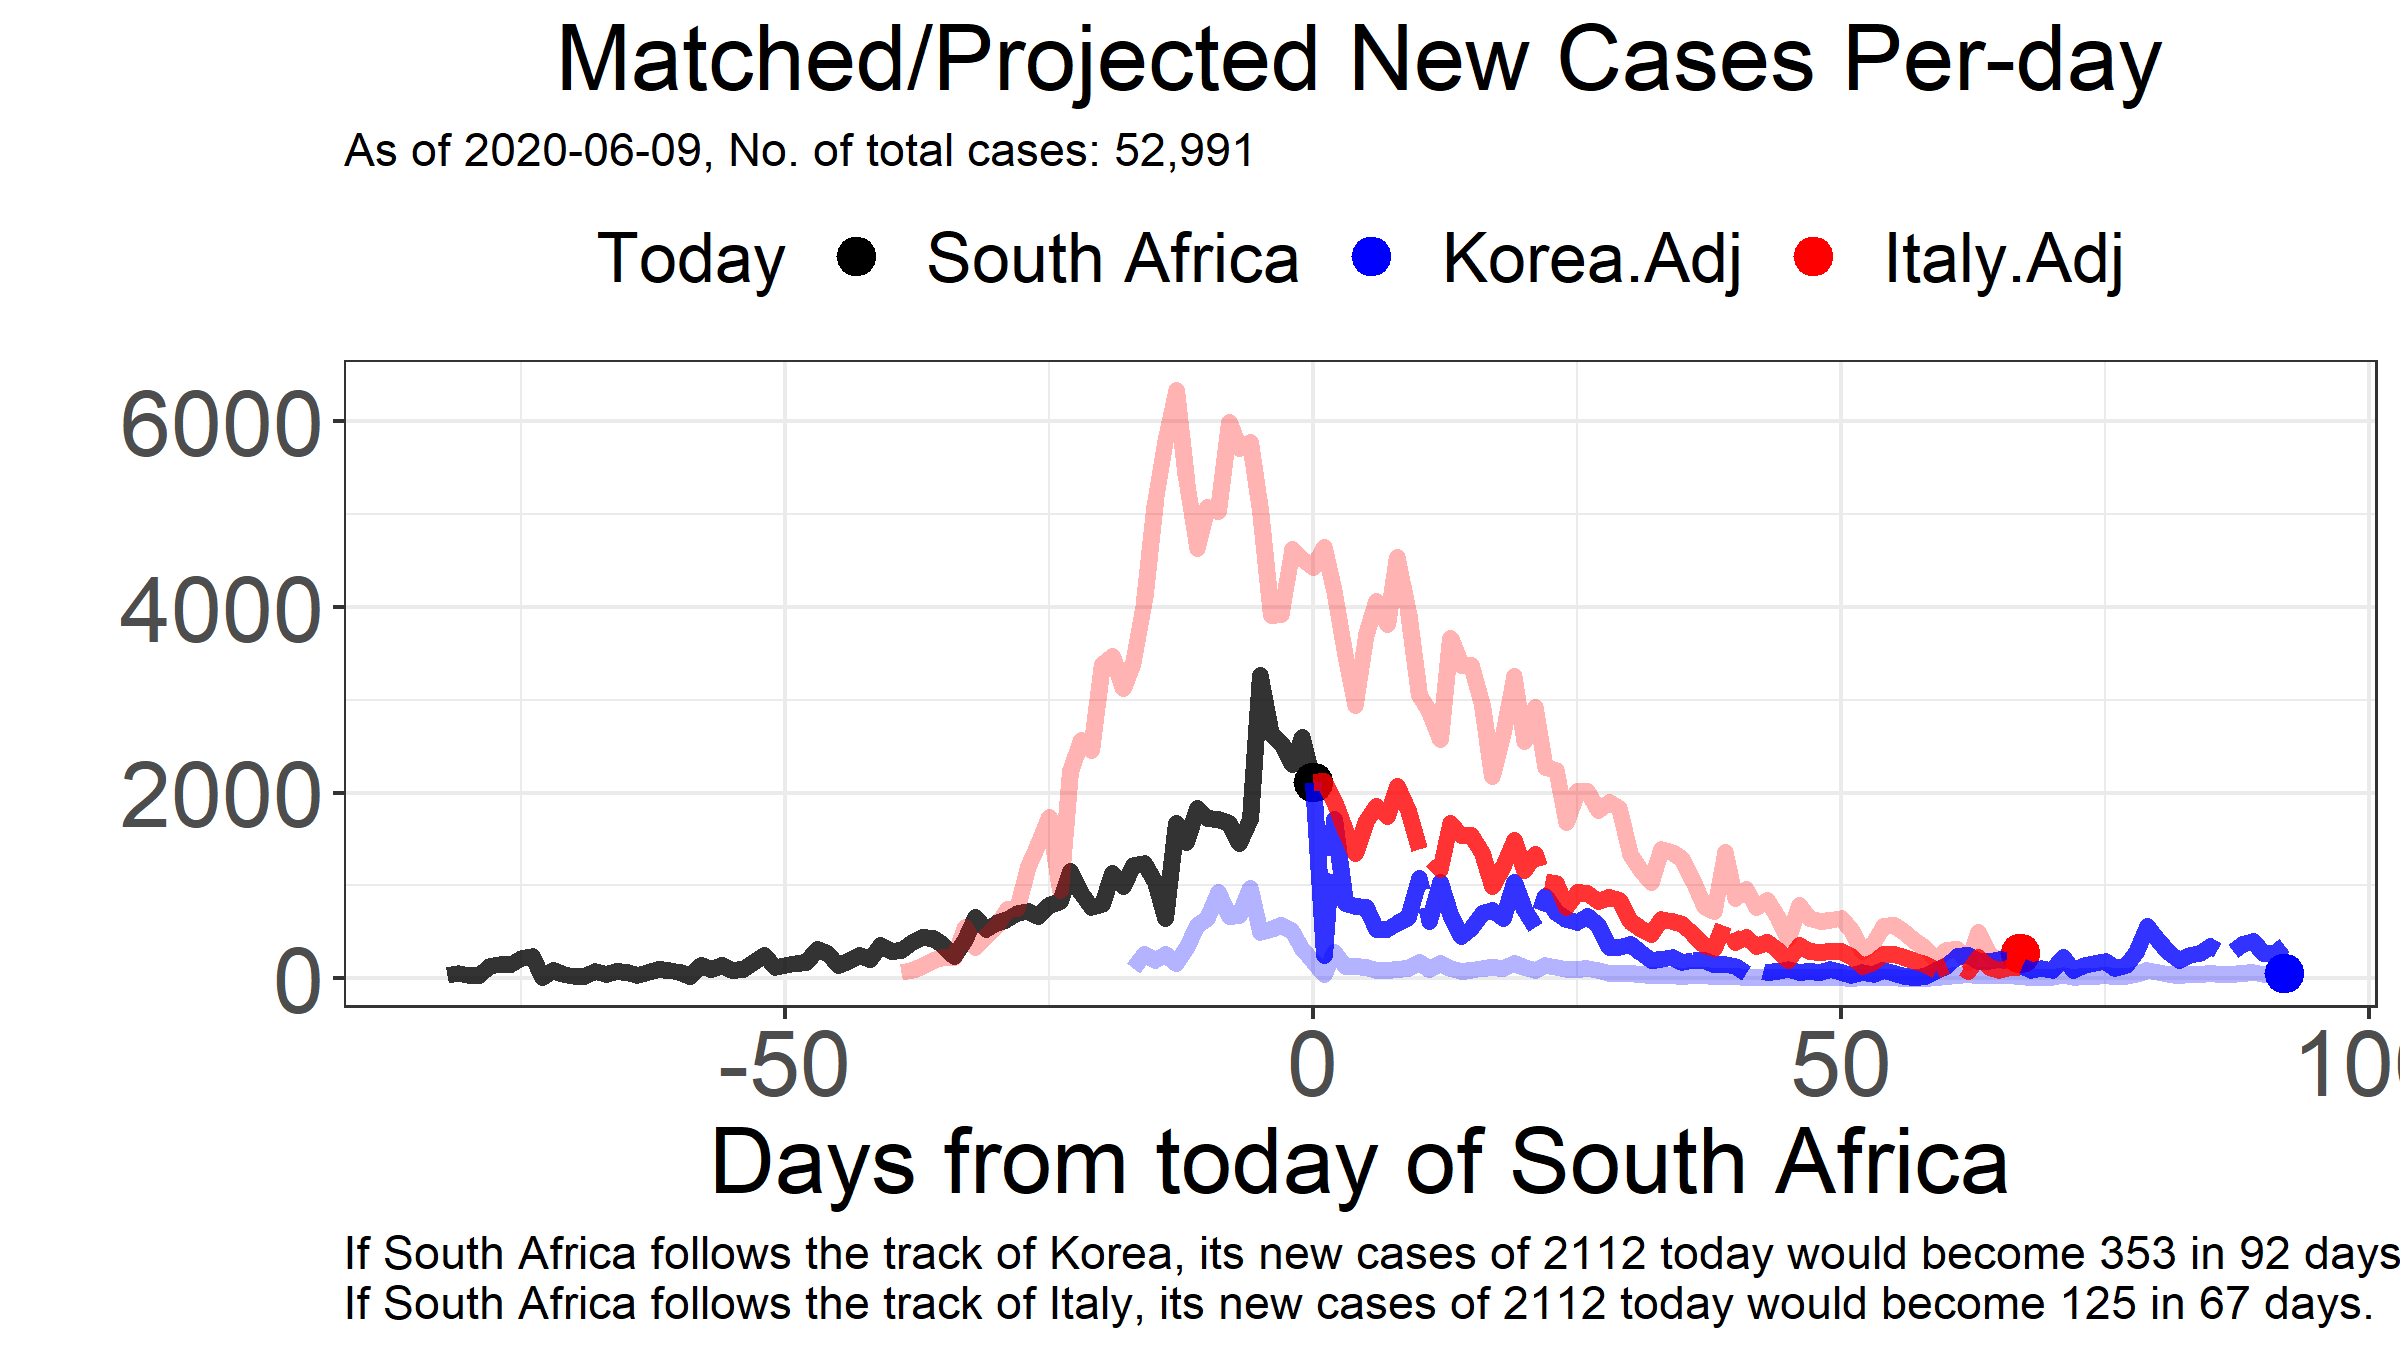 Matched/Projected New Cases Per-day
As of 2020-06-09, No. of total cases: 52,991
Today South Africa Korea.Adj Italy.Adj
6000
4000
2000
0
-50 0 50 10
Days from today of South Africa
If South Africa follows the track of Korea, its new cases of 2112 today would become 353 in 92 days
If South Africa follows the track of Italy, its new cases of 2112 today would become 125 in 67 days.